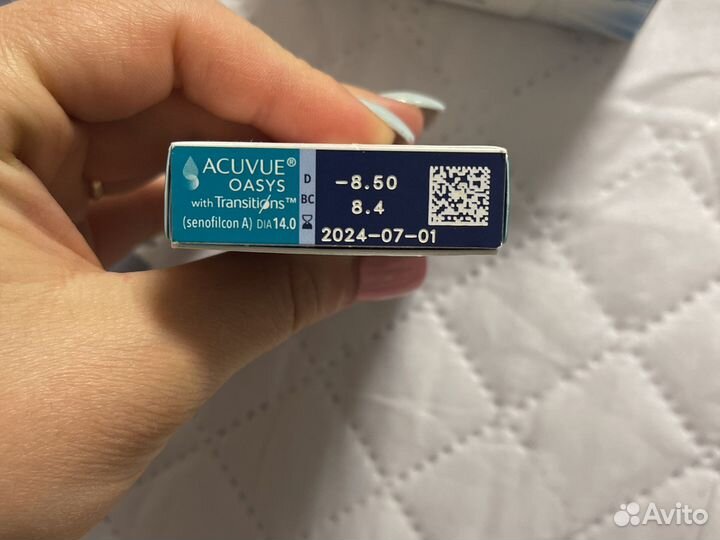 ACUVUE®
OASYS
with Transitions™
(senofilcon A) DIA 14.0
D -8.50
BC 8.4
2024-07-01
Avito